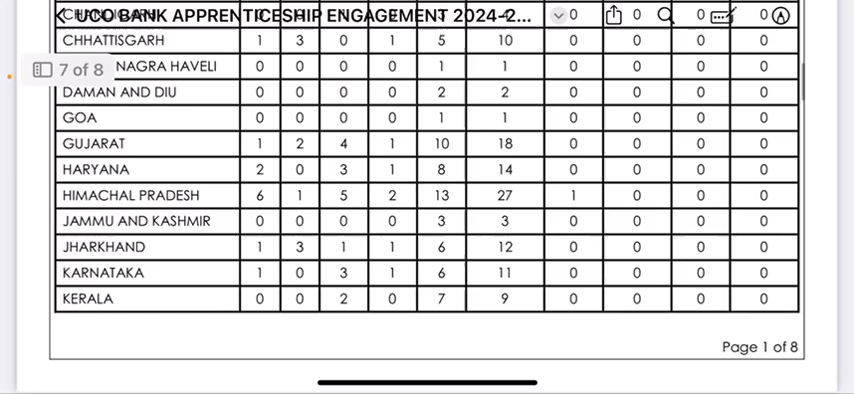 UCO BANK APPRENTICESHIP ENGAGEMENT 2024-2... 0 0 0 0
CHHATTISGARH 1 3 0 1 5 10 0 0 0 0
7 of 8
NAGRA HAVELI 0 0 0 0 1 1 0 0 0 0
DAMAN AND DIU 0 0 0 0 2 2 0 0 0 0
GOA 0 0 0 0 1 1 0 0 0 0
GUJARAT 1 2 4 1 10 18 0 0 0 0
HARYANA 2 0 3 1 8 14 0 0 0 0
HIMACHAL PRADESH 6 1 5 2 13 27 1 0 0 0
JAMMU AND KASHMIR 0 0 0 0 3 3 0 0 0 0
JHARKHAND 1 3 1 1 6 12 0 0 0 0
KARNATAKA 1 0 3 1 6 11 0 0 0 0
KERALA 0 0 2 0 7 9 0 0 0 0
Page 1 of 8